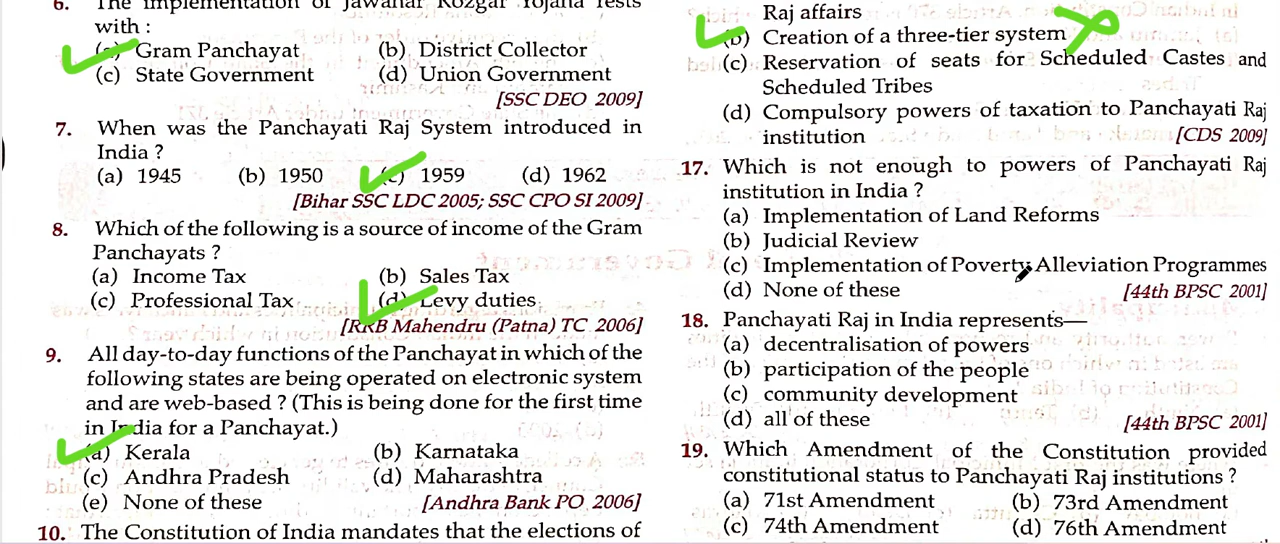 6. The implementation of Jawahar Rozgar Yojana rests
with :
(a) Gram Panchayat (b) District Collector
(c) State Government (d) Union Government
[SSC DEO 2009]
7. When was the Panchayati Raj System introduced in
India ?
(a) 1945 (b) 1950 (c) 1959 (d) 1962
[Bihar SSC LDC 2005; SSC CPO SI 2009]
8. Which of the following is a source of income of the Gram
Panchayats ?
(a) Income Tax (b) Sales Tax
(c) Professional Tax (d) Levy duties
[RRB Mahendru (Patna) TC 2006]
9. All day-to-day functions of the Panchayat in which of the
following states are being operated on electronic system
and are web-based ? (This is being done for the first time
in India for a Panchayat.)
(a) Kerala (b) Karnataka
(c) Andhra Pradesh (d) Maharashtra
(e) None of these [Andhra Bank PO 2006]
10. The Constitution of India mandates that the elections of
Raj affairs
(b) Creation of a three-tier system
(c) Reservation of seats for Scheduled Castes and
Scheduled Tribes
(d) Compulsory powers of taxation to Panchayati Raj
institution [CDS 2009]
17. Which is not enough to powers of Panchayati Raj
institution in India ?
(a) Implementation of Land Reforms
(b) Judicial Review
(c) Implementation of Poverty Alleviation Programmes
(d) None of these [44th BPSC 2001]
18. Panchayati Raj in India represents—
(a) decentralisation of powers
(b) participation of the people
(c) community development
(d) all of these [44th BPSC 2001]
19. Which Amendment of the Constitution provided
constitutional status to Panchayati Raj institutions ?
(a) 71st Amendment (b) 73rd Amendment
(c) 74th Amendment (d) 76th Amendment